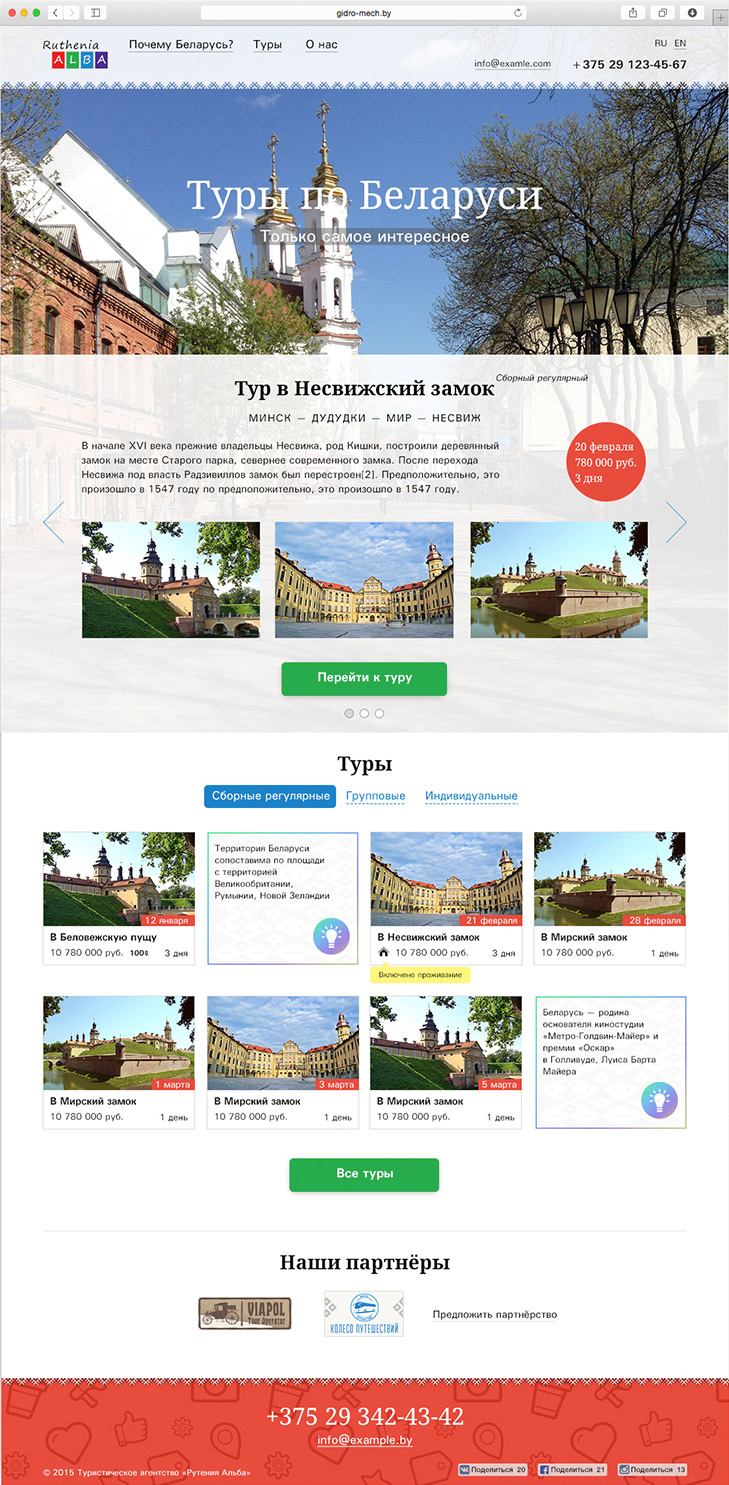 gidro-mech.by
Ruthenia
ALBA
Почему Беларусь?
Туры
О нас
RU EN
info@examle.com
+375 29 123-45-67
Туры по Беларуси
Только самое интересное
Тур в Несвижский замок
Сборный регулярный
МИНСК — ДУДУДКИ — МИР — НЕСВИЖ
В начале XVI века прежние владельцы Несвижа, род Кишки, построили деревянный
замок на месте Старого парка, севернее современного замка. После перехода
Несвижа под власть Радзивиллов замок был перестроен[2]. Предположительно, это
произошло в 1547 году по предположительно, это произошло в 1547 году.
20 февраля
780 000 руб.
3 дня
Перейти к туру
Туры
Сборные регулярные
Групповые
Индивидуальные
12 января
В Беловежскую пущу
10 780 000 руб. 100$ 3 дня
Территория Беларуси
сопоставима по площади
с территорией
Великообритании,
Румынии, Новой Зеландии
21 февраля
В Несвижский замок
10 780 000 руб. 3 дня
Включено проживание
28 февраля
В Мирский замок
10 780 000 руб. 1 день
1 марта
В Мирский замок
10 780 000 руб. 1 день
3 марта
В Мирский замок
10 780 000 руб. 1 день
5 марта
В Мирский замок
10 780 000 руб. 1 день
Беларусь — родина
основателя киностудии
«Метро-Голдвин-Майер» и
премии «Оскар»
в Голливуде, Луиса Барта
Майера
Все туры
Наши партнёры
VIAPOL
Tour Operator
КОЛЕСО ПУТЕШЕСТВИЙ
Предложить партнёрство
+375 29 342-43-42
info@example.by
© 2015 Туристическое агентство «Рутения Альба»
Поделиться 20
Поделиться 21
Поделиться 13